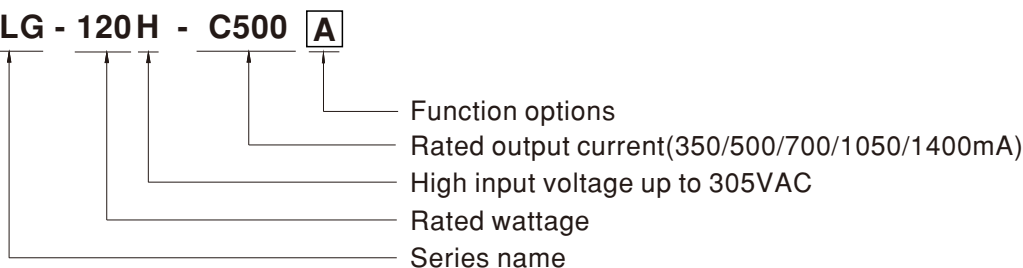 LG - 120H - C500 A
Function options
Rated output current(350/500/700/1050/1400mA)
High input voltage up to 305VAC
Rated wattage
Series name